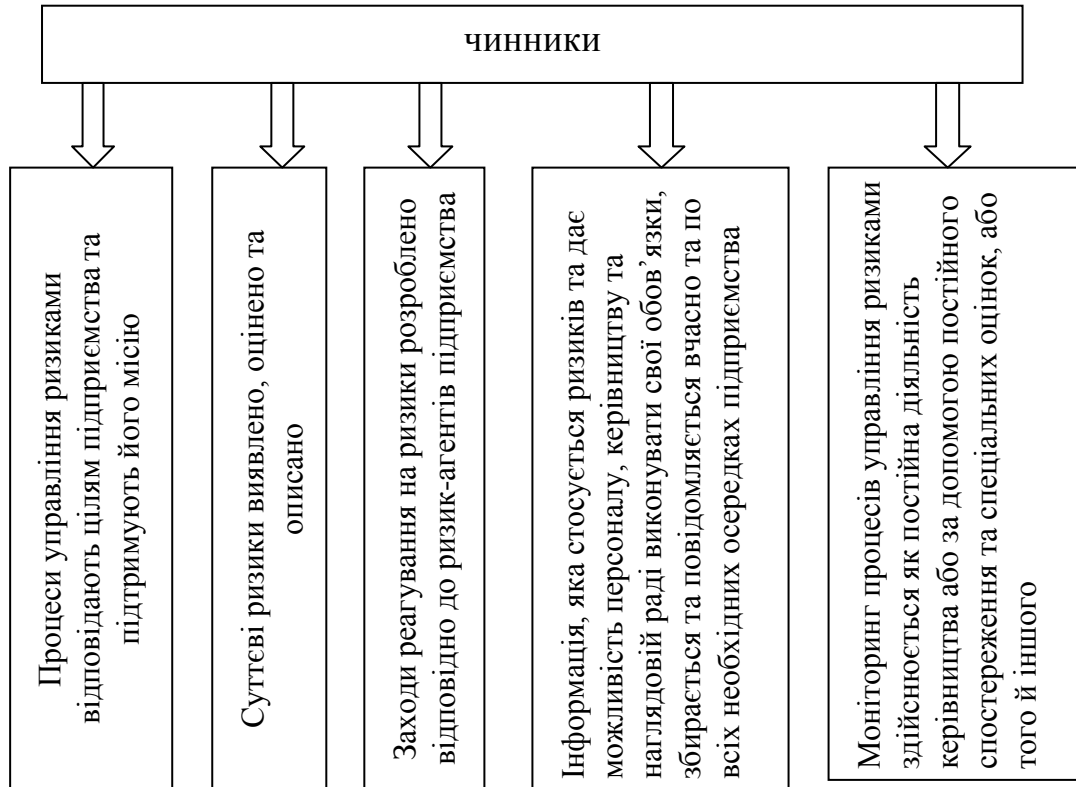 чинники
Процеси управління ризиками
відповідають цілям підприємства та
підтримують його місію
Суттєві ризики виявлено, оцінено та
описано
Заходи реагування на ризики розроблено
відповідно до ризик-агентів підприємства
Інформація, яка стосується ризиків та дає
можливість персоналу, керівництву та
наглядовій раді виконувати свої обов’язки,
збирається та повідомляється вчасно та по
всіх необхідних осередках підприємства
Моніторинг процесів управління ризиками
здійснюється як постійна діяльність
керівництва або за допомогою постійного
спостереження та спеціальних оцінок, або
того й іншого